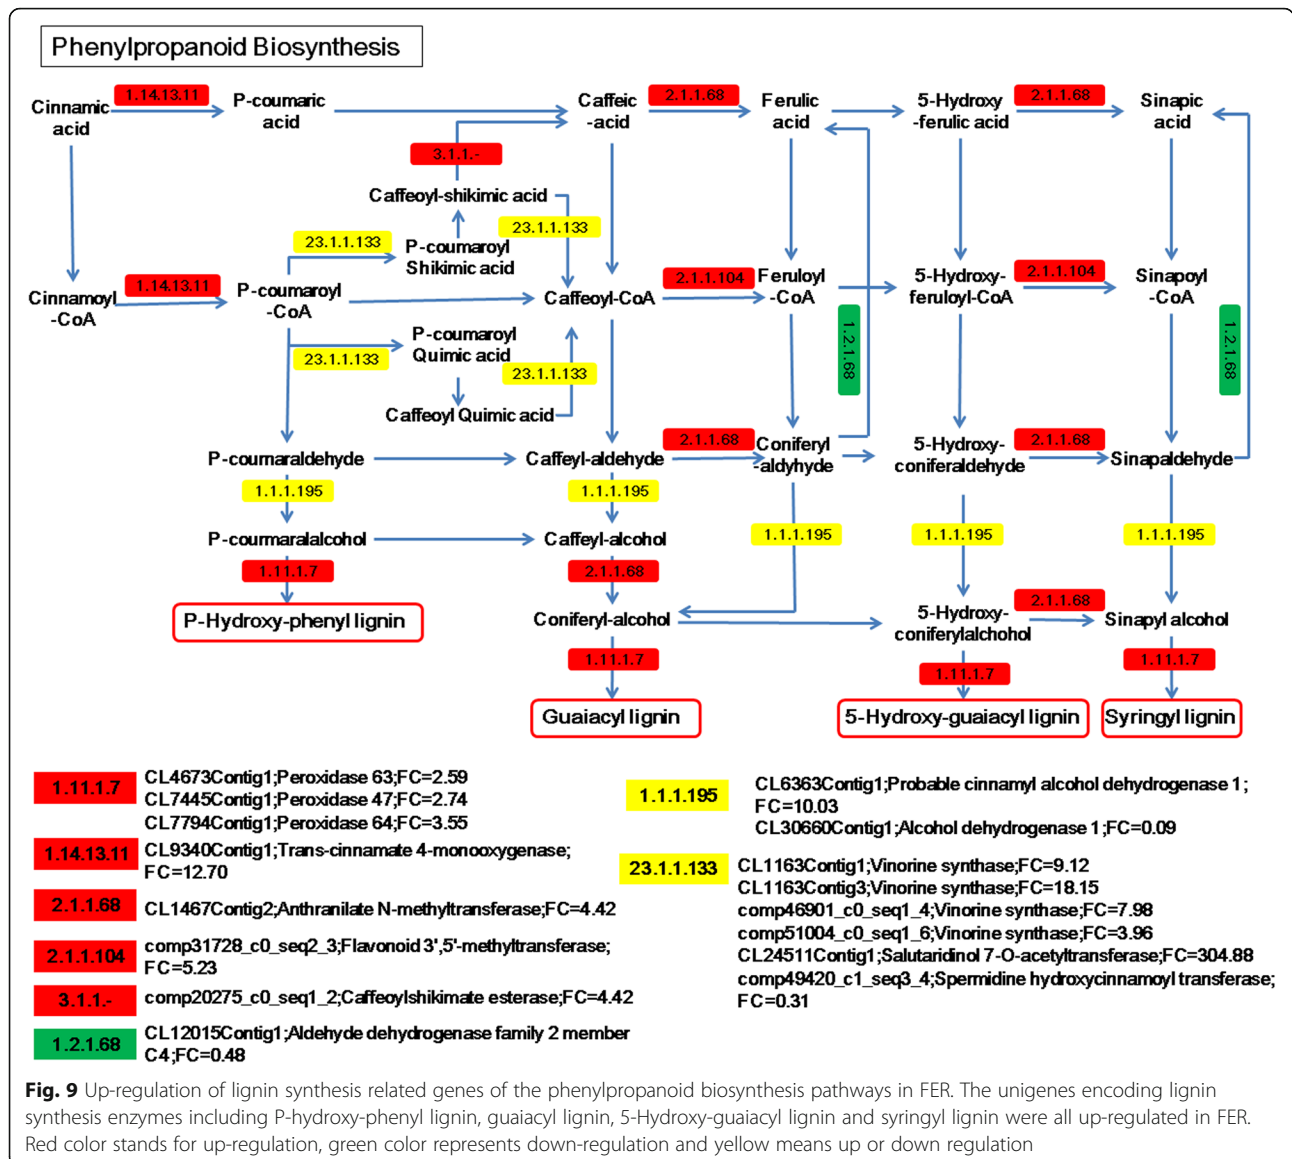 Phenylpropanoid Biosynthesis
Cinnamic
acid
1.14.13.11
P-coumaric
acid
Caffeic
-acid
2.1.1.68
Ferulic
acid
5-Hydroxy
-ferulic acid
2.1.1.68
Sinapic
acid
3.1.1.-
Caffeoyl-shikimic acid
23.1.1.133
P-coumaroyl
Shikimic acid
23.1.1.133
Cinnamoyl
-CoA
1.14.13.11
P-coumaroyl
-CoA
Caffeoyl-CoA
2.1.1.104
Feruloyl
-CoA
5-Hydroxy-
feruloyl-CoA
2.1.1.104
Sinapoyl
-CoA
23.1.1.133
P-coumaroyl
Quimic acid
23.1.1.133
Caffeoyl Quimic acid
1.2.1.68
1.2.1.68
P-cournaraldehyde
Caffeyl-aldehyde
2.1.1.68
Coniferyl
-aldyhyde
5-Hydroxy-
coniferaldehyde
2.1.1.68
Sinapaldehyde
1.1.1.195
1.1.1.195
1.1.1.195
1.1.1.195
1.1.1.195
P-courmaralalcohol
Caffeyl-alcohol
1.11.1.7
2.1.1.68
P-Hydroxy-phenyl lignin
Coniferyl-alcohol
5-Hydroxy-
coniferylalchohol
2.1.1.68
Sinapyl alcohol
1.11.1.7
1.11.1.7
1.11.1.7
Guaiacyl lignin
5-Hydroxy-guaiacyl lignin
Syringyl lignin
1.11.1.7
CL4673Contig1;Peroxidase 63;FC=2.59
CL7445Contig1;Peroxidase 47;FC=2.74
CL7794Contig1;Peroxidase 64;FC=3.55
1.14.13.11
CL9340Contig1;Trans-cinnamate 4-monooxygenase;
FC=12.70
2.1.1.68
CL1467Contig2;Anthranilate N-methyltransferase;FC=4.42
2.1.1.104
comp31728_c0_seq2_3;Flavonoid 3',5'-methyltransferase;
FC=5.23
3.1.1.-
comp20275_c0_seq1_2;Caffeoylshikimate esterase;FC=4.42
1.2.1.68
CL12015Contig1;Aldehyde dehydrogenase family 2 member
C4;FC=0.48
1.1.1.195
CL6363Contig1;Probable cinnamyl alcohol dehydrogenase 1;
FC=10.03
CL30660Contig1;Alcohol dehydrogenase 1;FC=0.09
23.1.1.133
CL1163Contig1;Vinorine synthase;FC=9.12
CL1163Contig3;Vinorine synthase;FC=18.15
comp46901_c0_seq1_4;Vinorine synthase;FC=7.98
comp51004_c0_seq1_6;Vinorine synthase;FC=3.96
CL24511Contig1;Salutaridinol 7-O-acetyltransferase;FC=304.88
comp49420_c1_seq3_4;Spermidine hydroxycinnamoyl transferase;
FC=0.31
Fig. 9 Up-regulation of lignin synthesis related genes of the phenylpropanoid biosynthesis pathways in FER. The unigenes encoding lignin
synthesis enzymes including P-hydroxy-phenyl lignin, guaiacyl lignin, 5-Hydroxy-guaiacyl lignin and syringyl lignin were all up-regulated in FER.
Red color stands for up-regulation, green color represents down-regulation and yellow means up or down regulation